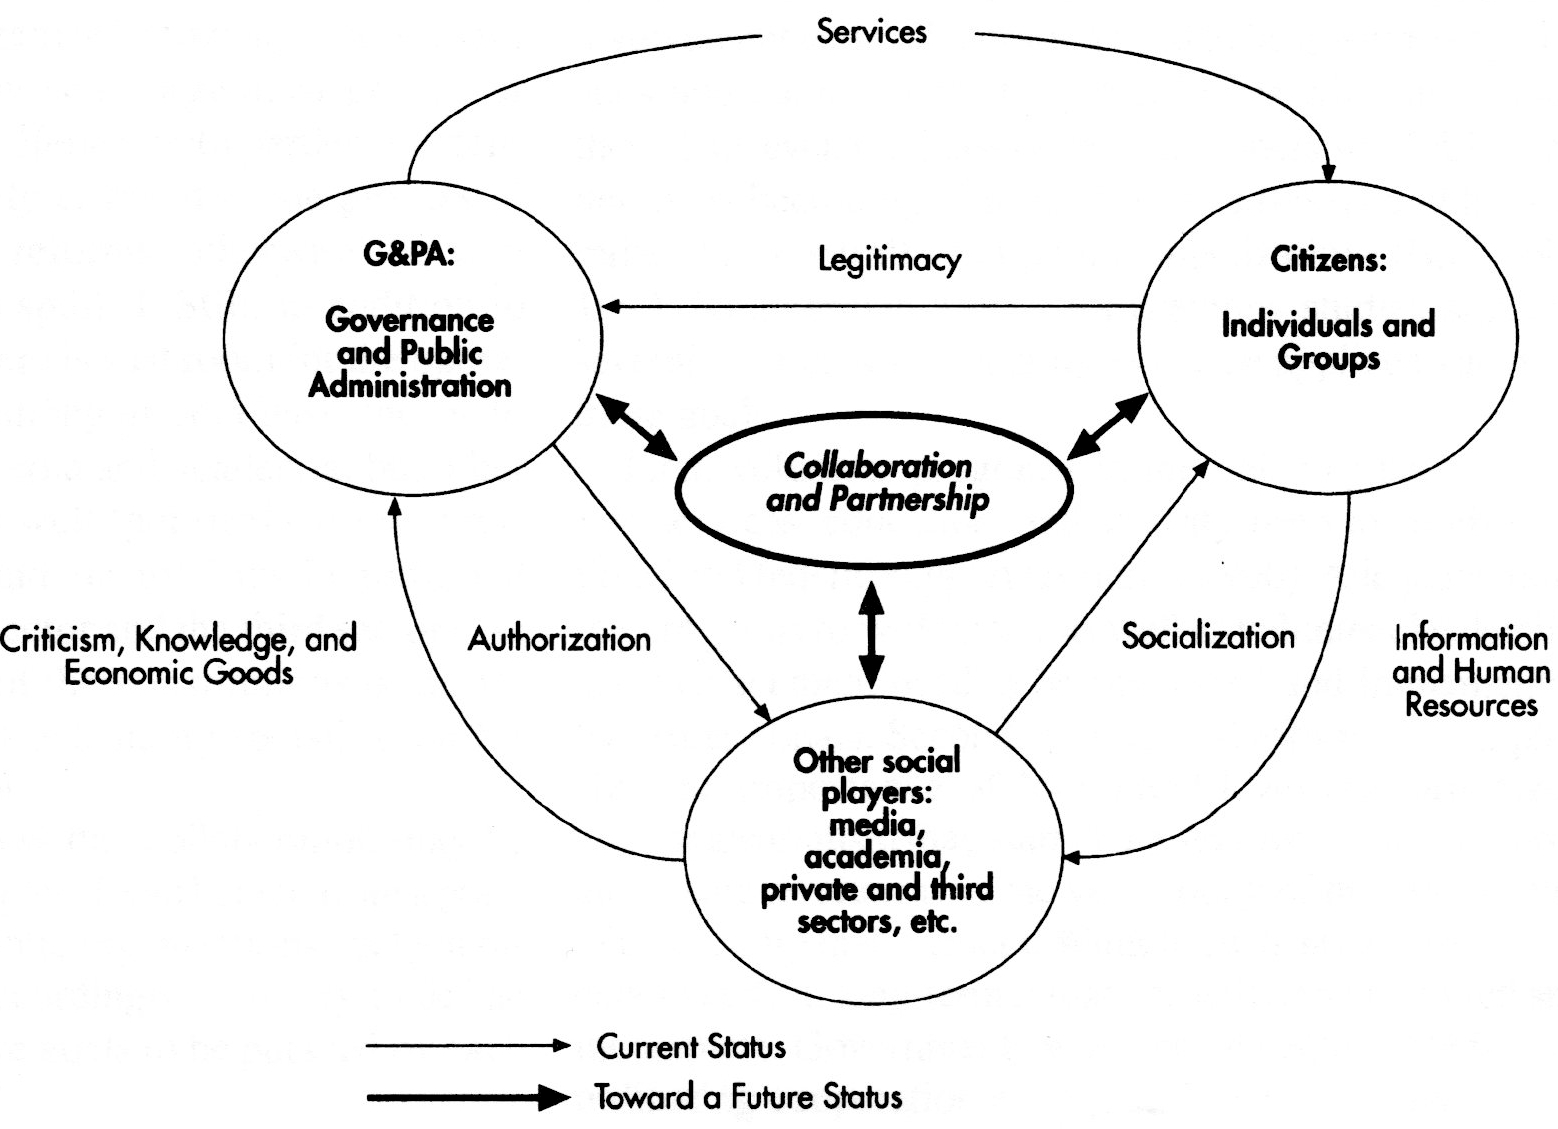 Services
G&PA:
Governance
and Public
Administration
Legitimacy
Citizens:
Individuals and
Groups
Collaboration
and Partnership
Criticism, Knowledge, and
Economic Goods
Authorization
Socialization
Information
and Human
Resources
Other social
players:
media,
academia,
private and third
sectors, etc.
Current Status
Toward a Future Status